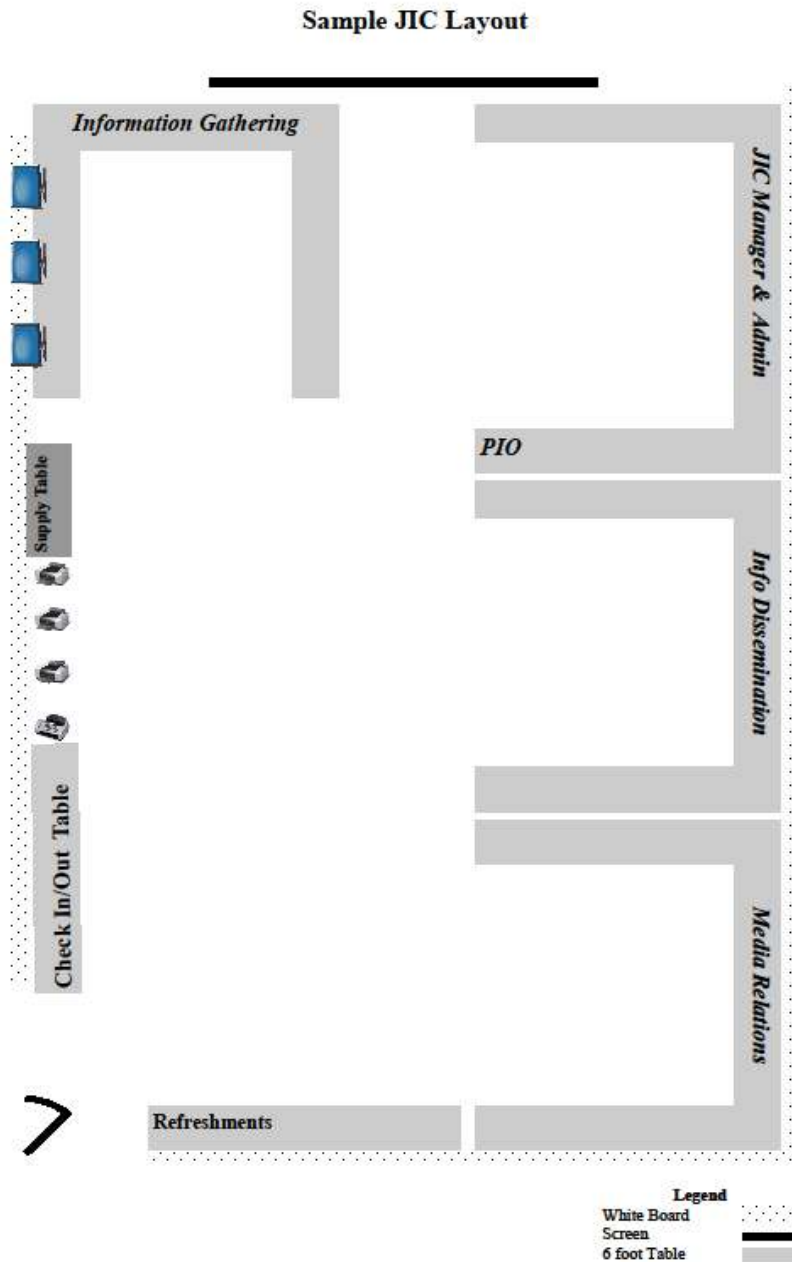 Sample JIC Layout
Information Gathering
JIC Manager & Admin
PIO
Supply Table
Info Dissemination
Check In/Out Table
Media Relations
Refreshments
Legend
White Board
Screen
6 foot Table